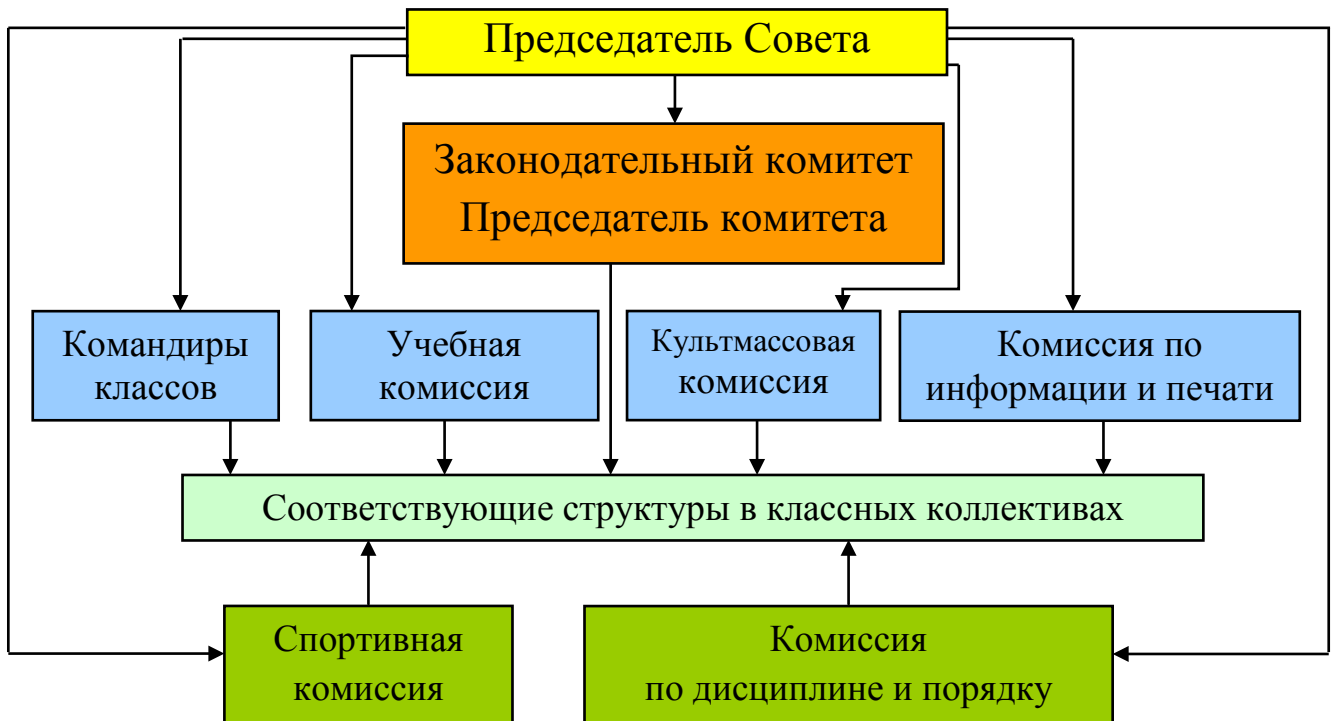 Председатель Совета
Законодательный комитет
Председатель комитета
Командиры
классов
Учебная
комиссия
Культмассовая
комиссия
Комиссия по
информации и печати
Соответствующие структуры в классных коллективах
Спортивная
комиссия
Комиссия
по дисциплине и порядку